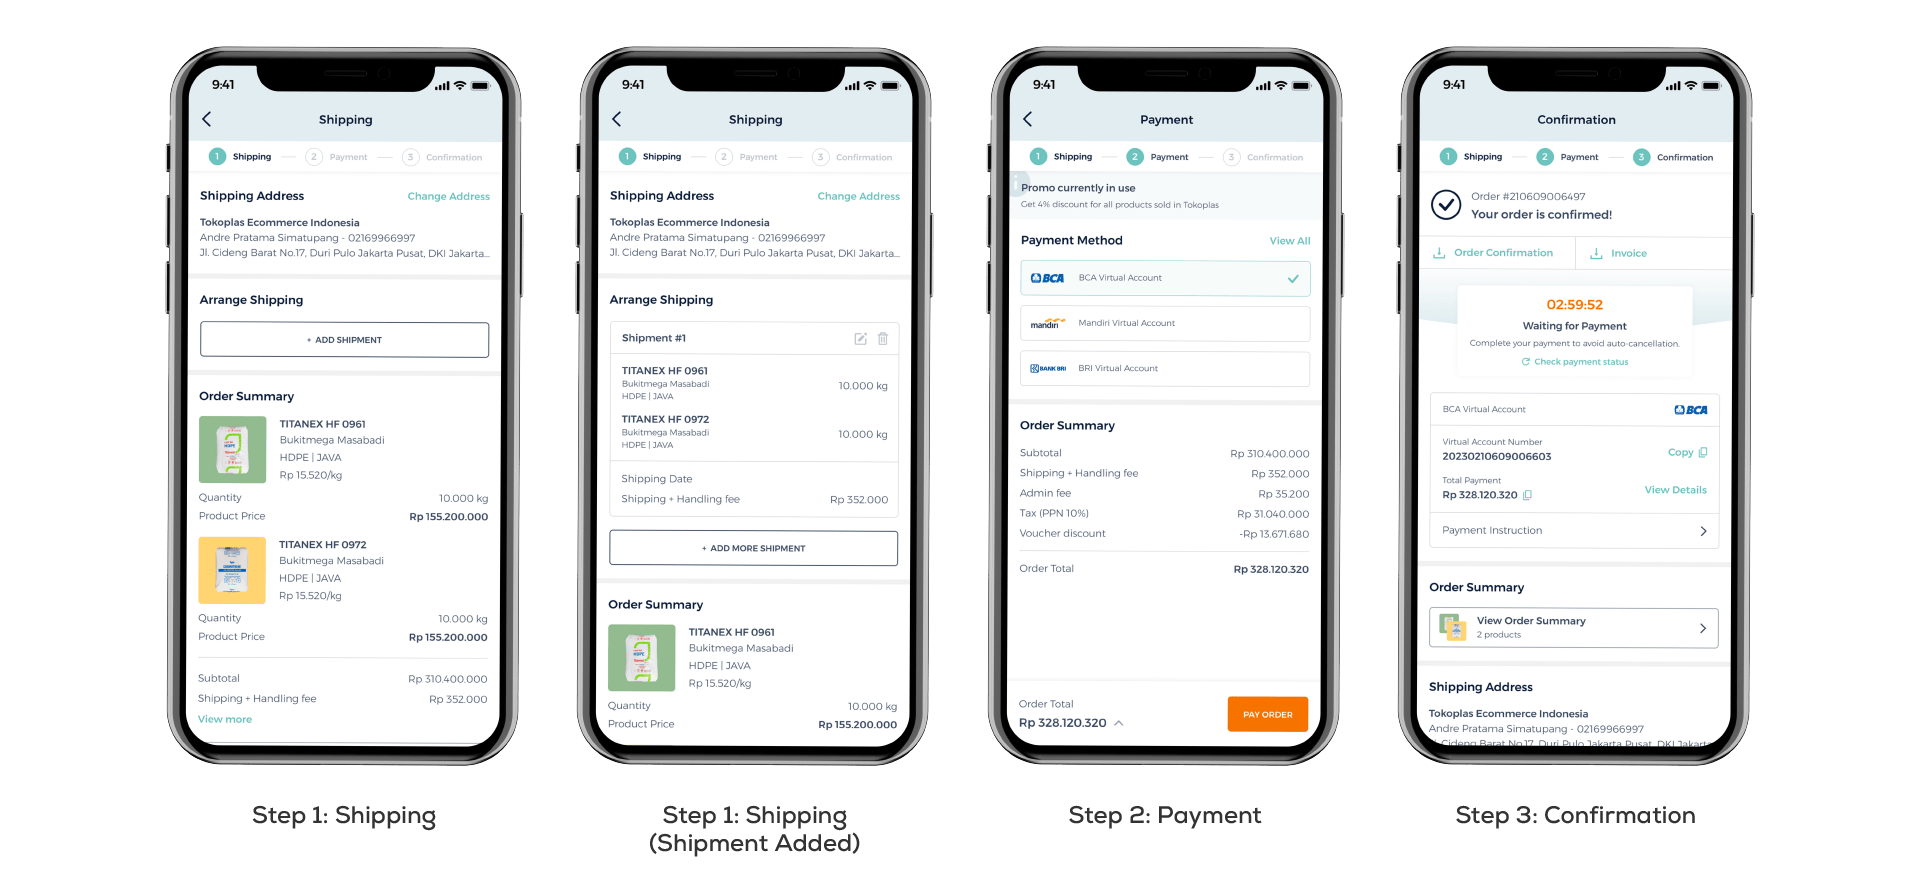 9:41
Shipping
1 Shipping 2 Payment 3 Confirmation
Shipping Address Change Address
Tokoplas Ecommerce Indonesia
Andre Pratama Simatupang - 02169966997
Jl. Cideng Barat No.17, Duri Pulo Jakarta Pusat, DKI Jakarta...
Arrange Shipping
+ ADD SHIPMENT
Order Summary
TITANEX HF 0961
Bukitmega Masabadi
HDPE | JAVA
Rp 15.520/kg
Quantity 10.000 kg
Product Price Rp 155.200.000
TITANEX HF 0972
Bukitmega Masabadi
HDPE | JAVA
Rp 15.520/kg
Quantity 10.000 kg
Product Price Rp 155.200.000
Subtotal Rp 310.400.000
Shipping + Handling fee Rp 352.000
View more
Step 1: Shipping
9:41
Shipping
1 Shipping 2 Payment 3 Confirmation
Shipping Address Change Address
Tokoplas Ecommerce Indonesia
Andre Pratama Simatupang - 02169966997
Jl. Cideng Barat No.17, Duri Pulo Jakarta Pusat, DKI Jakarta...
Arrange Shipping
Shipment #1
TITANEX HF 0961
Bukitmega Masabadi 10.000 kg
HDPE | JAVA
TITANEX HF 0972
Bukitmega Masabadi 10.000 kg
HDPE | JAVA
Shipping Date
Shipping + Handling fee Rp 352.000
+ ADD MORE SHIPMENT
Order Summary
TITANEX HF 0961
Bukitmega Masabadi
HDPE | JAVA
Rp 15.520/kg
Quantity 10.000 kg
Product Price Rp 155.200.000
Step 1: Shipping
(Shipment Added)
9:41
Payment
1 Shipping 2 Payment 3 Confirmation
Promo currently in use
Get 4% discount for all products sold in Tokoplas
Payment Method View All
BCA BCA Virtual Account
mandiri Mandiri Virtual Account
BANK BRI BRI Virtual Account
Order Summary
Subtotal Rp 310.400.000
Shipping + Handling fee Rp 352.000
Admin fee Rp 35.200
Tax (PPN 10%) Rp 31.040.000
Voucher discount -Rp 13.671.680
Order Total Rp 328.120.320
Order Total
Rp 328.120.320
PAY ORDER
Step 2: Payment
9:41
Confirmation
1 Shipping 2 Payment 3 Confirmation
Order #210609006497
Your order is confirmed!
Order Confirmation Invoice
02:59:52
Waiting for Payment
Complete your payment to avoid auto-cancellation.
Check payment status
BCA Virtual Account BCA
Virtual Account Number
20230210609006603 Copy
Total Payment
Rp 328.120.320 View Details
Payment Instruction
Order Summary
View Order Summary
2 products
Shipping Address
Tokoplas Ecommerce Indonesia
Andre Pratama Simatupang - 02169966997
Jl. Cideng Barat No.17, Duri Pulo Jakarta Pusat, DKI Jakarta
Step 3: Confirmation